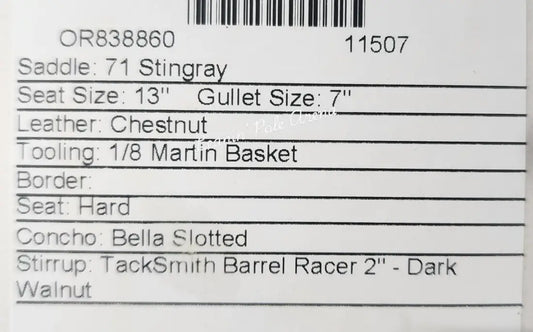 OR838860 11507
Saddle: 71 Stingray
Seat Size: 13" Gullet Size: 7"
Leather: Chestnut
Pole
Tooling: 1/8 Martin Basket
Border:
Seat: Hard
Concho: Bella Slotted
Stirrup: TackSmith Barrel Racer 2" - Dark
Walnut